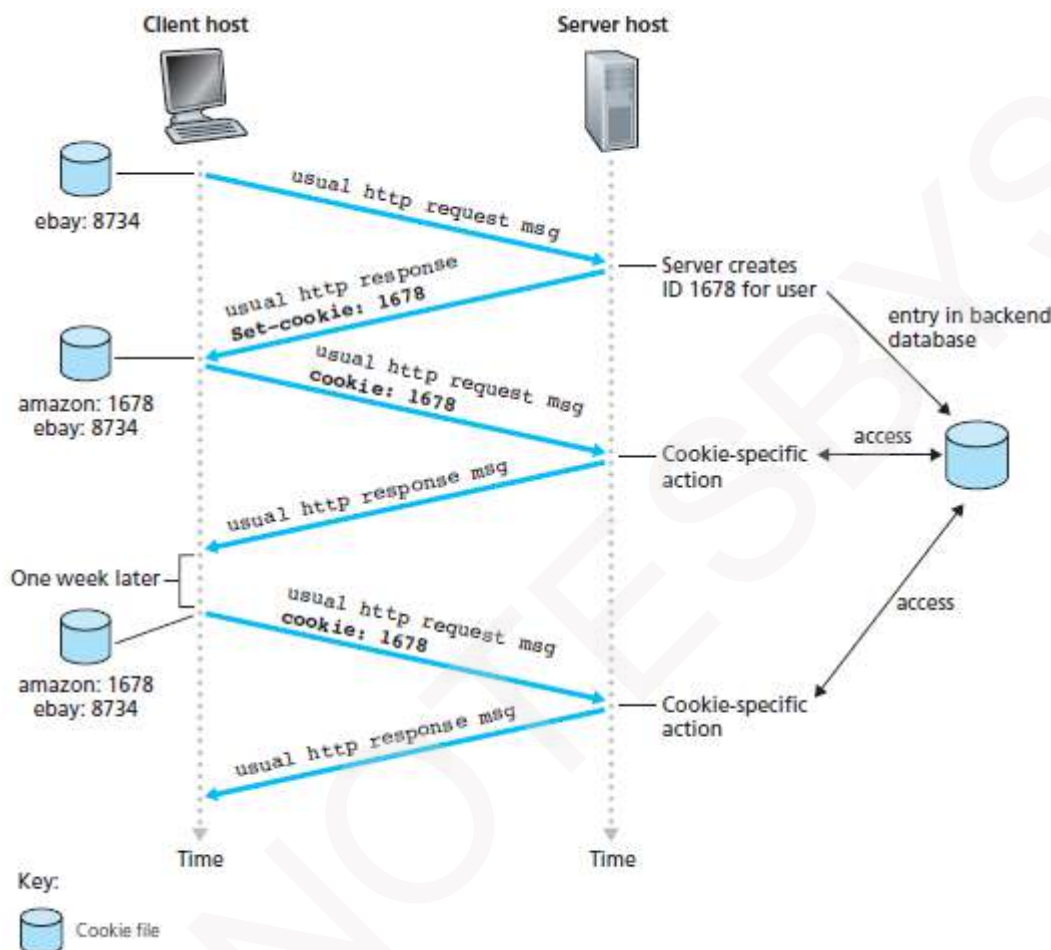 Client host
Server host
usual http request msg
ebay: 8734
Server creates
ID 1678 for user
usual http response
Set-cookie: 1678
entry in backend
database
usual http request msg
cookie: 1678
amazon: 1678
ebay: 8734
Cookie-specific
action
access
usual http response msg
One week later
usual http request msg
cookie: 1678
access
amazon: 1678
ebay: 8734
Cookie-specific
action
usual http response msg
Time
Time
Key:
Cookie file
NOTESBYS